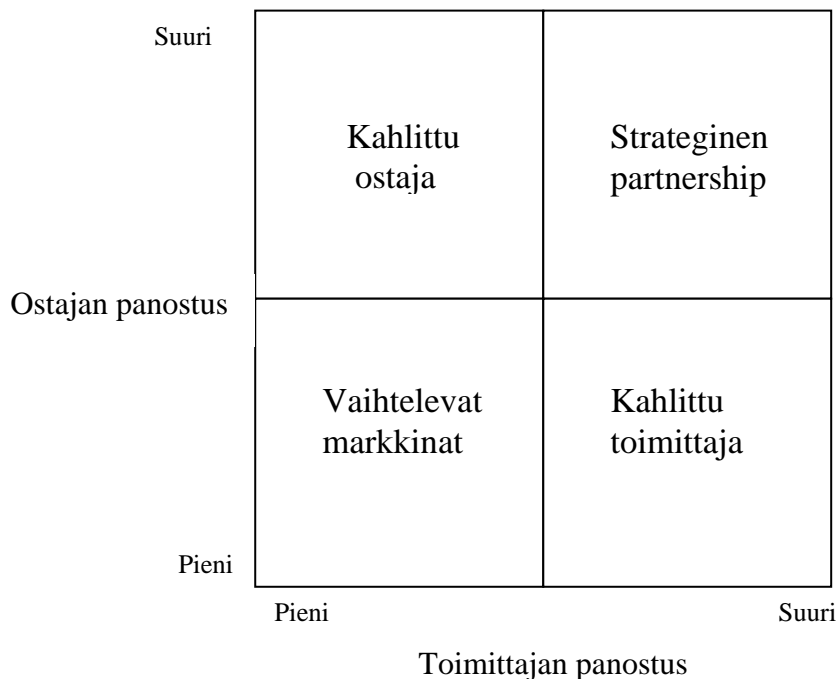 Suuri
Kahlittu
ostaja
Strateginen
partnership
Ostajan panostus
Vaihtelevat
markkinat
Kahlittu
toimittaja
Pieni
Pieni
Suuri
Toimittajan panostus